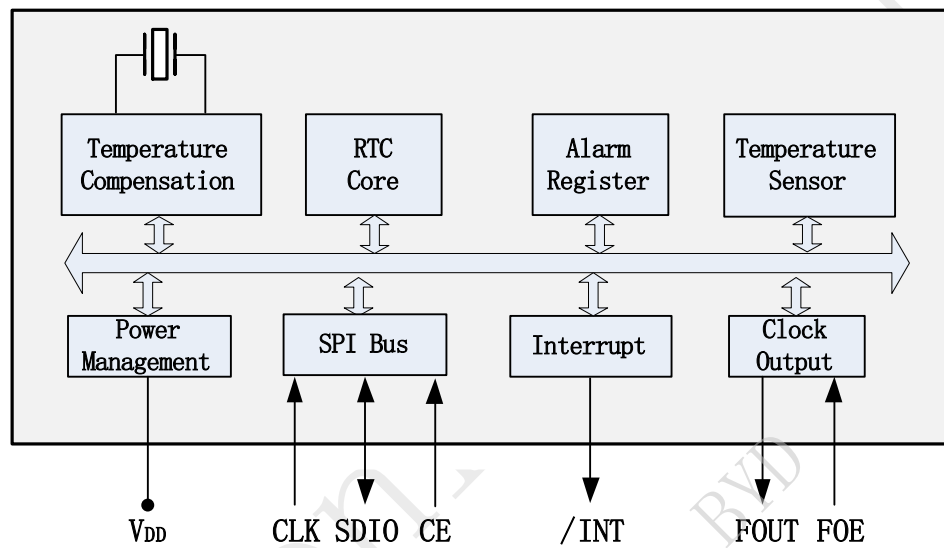 Temperature
Compensation
RTC
Core
Alarm
Register
Temperature
Sensor
Power
Management
SPI Bus
Interrupt
Clock
Output
VDD
CLK SDIO CE
/INT
FOUT FOE
BYD